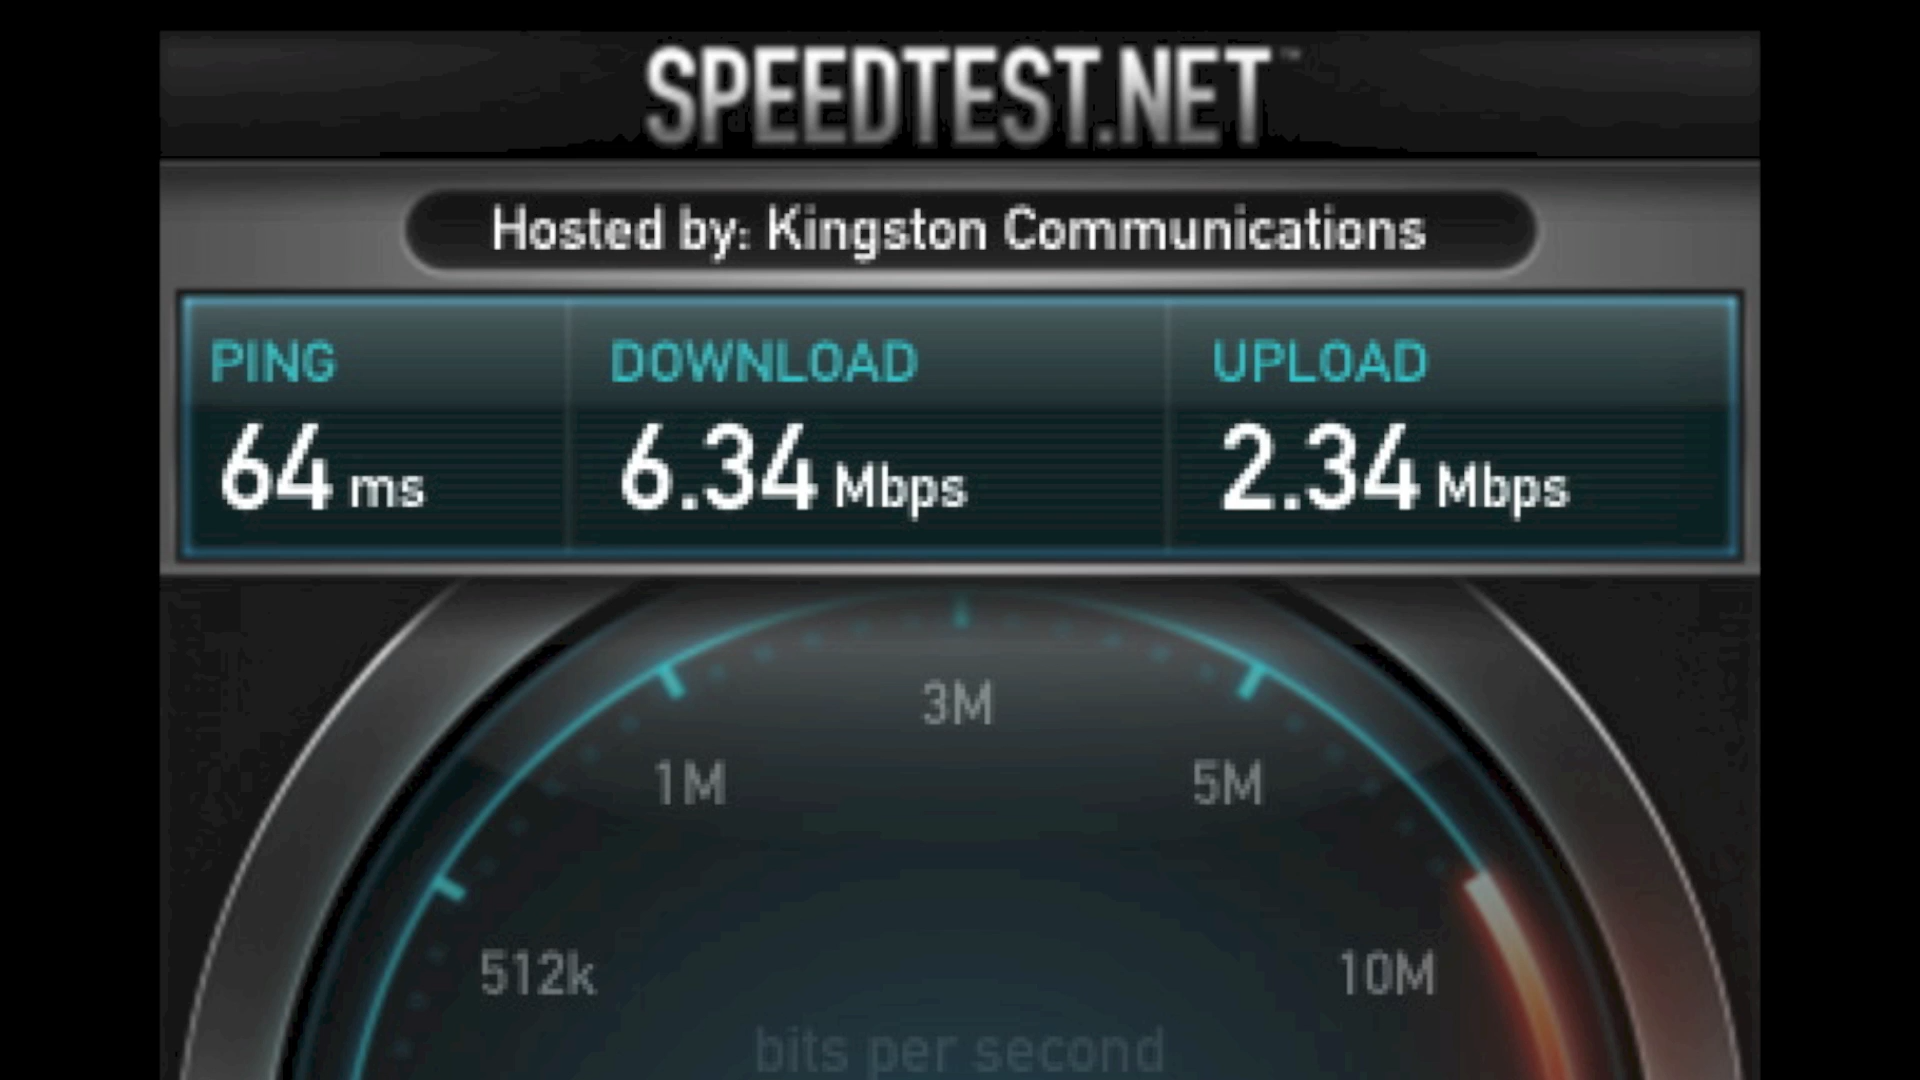 SPEEDTEST.NET™
Hosted by: Kingston Communications
PING DOWNLOAD UPLOAD
64 ms 6.34 Mbps 2.34 Mbps
3M
1M 5M
512k 10M
bits per second